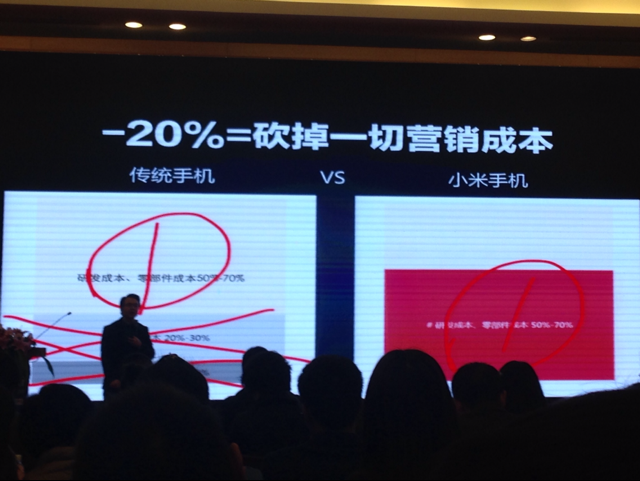 -20%=砍掉一切营销成本
传统手机
VS
小米手机
研发成本、零部件成本50%-70%
# 研发成本、零部件成本 50%-70%
本 20%-30%
%